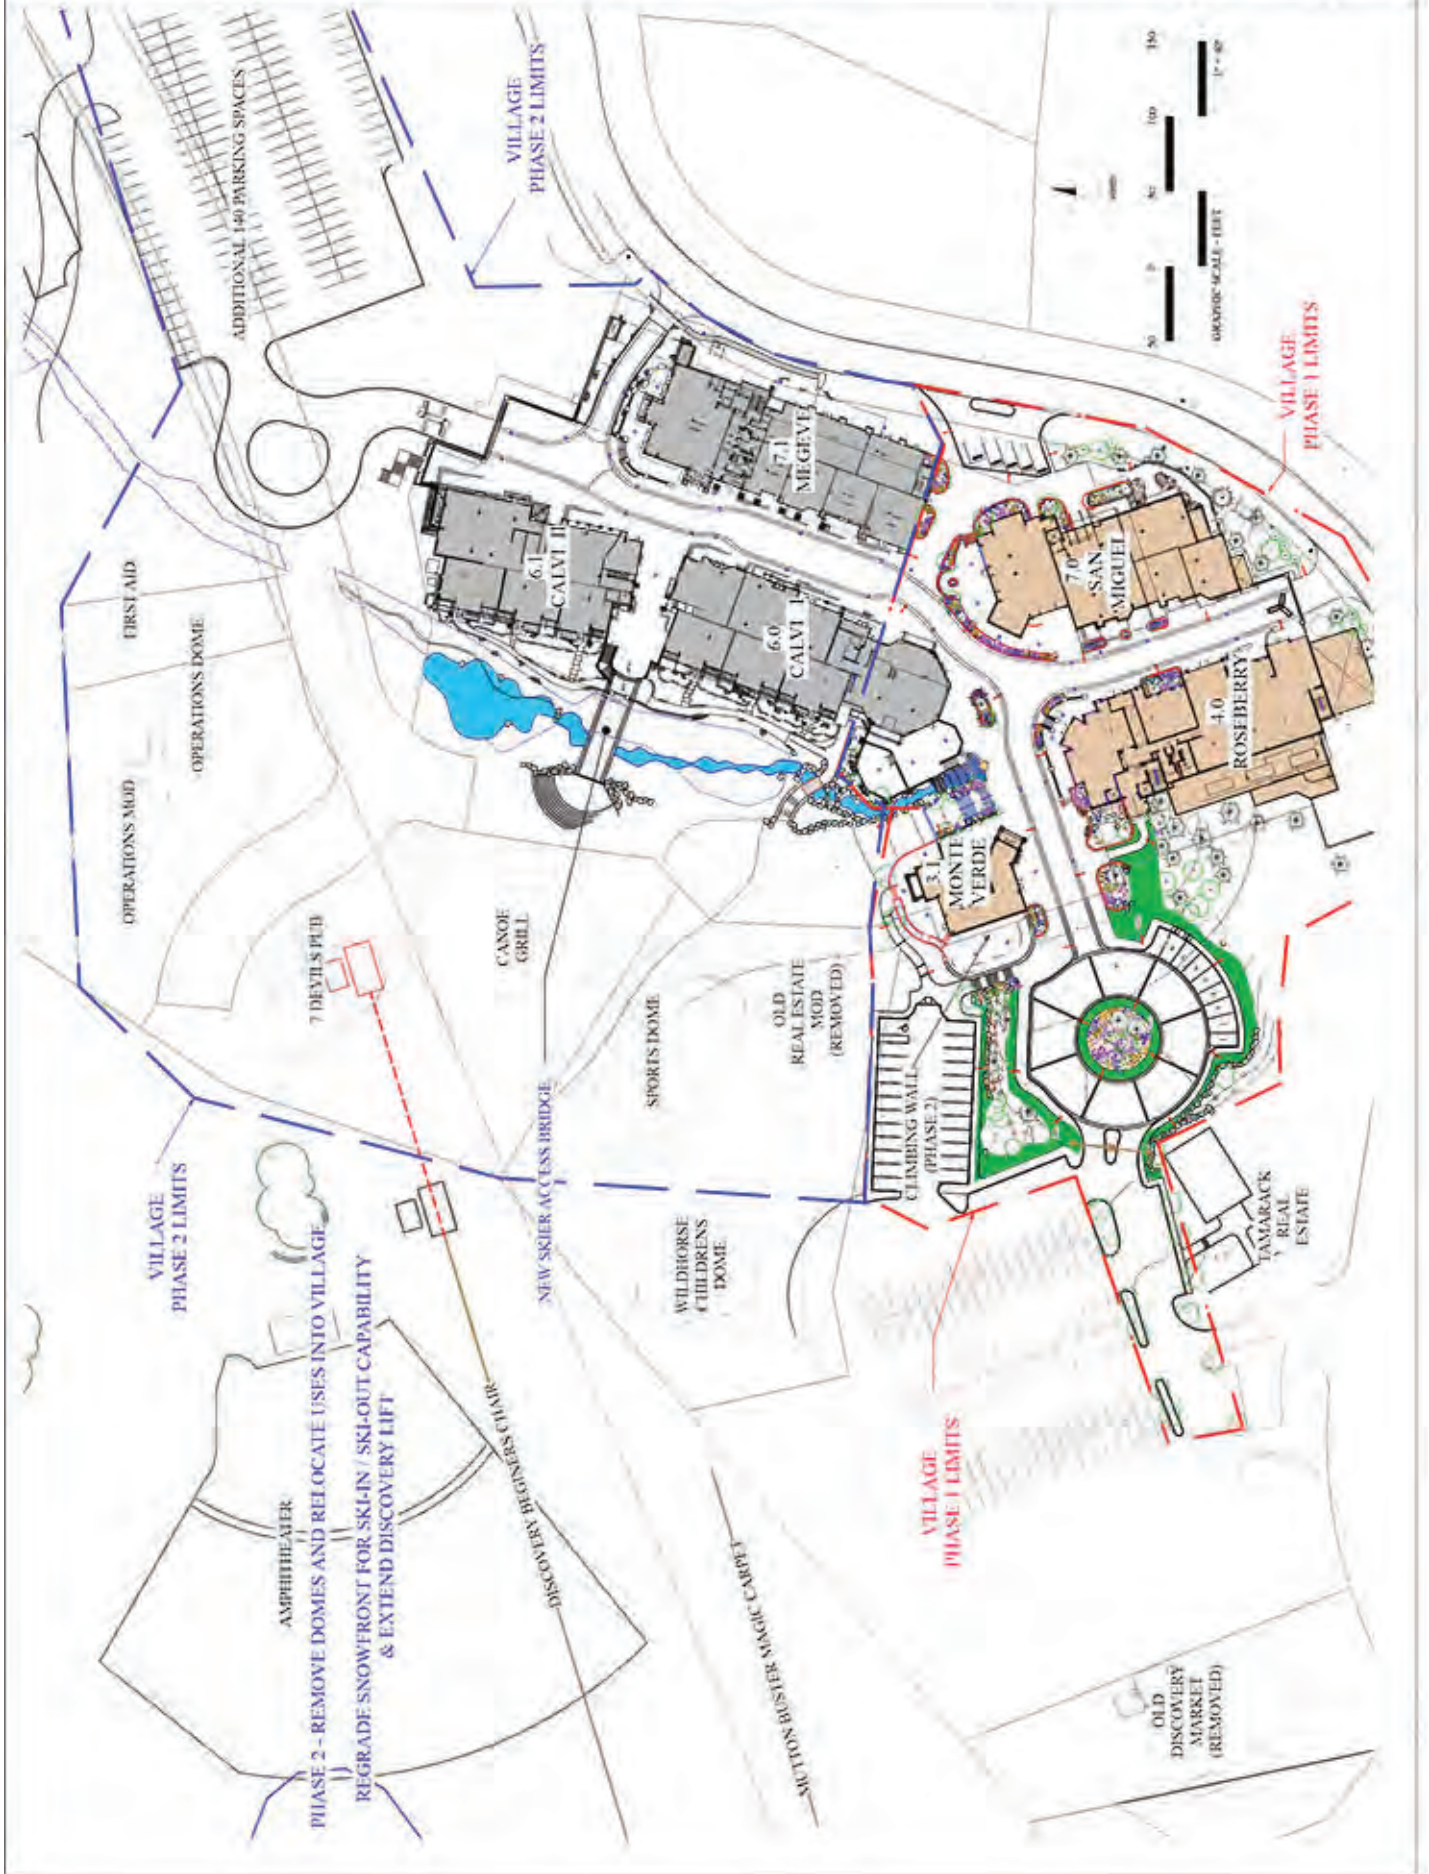 VILLAGE
PHASE 2 LIMITS
PHASE 2 - REMOVE DOMES AND RELOCATE USES INTO VILLAGE
REGRADE SNOWFRONT FOR SKI-IN / SKI-OUT CAPABILITY
& EXTEND DISCOVERY LIFT
AMPHITHEATER
DISCOVERY BEGINERS CHAIR
MUTTON BUSTER MAGIC CARPET
OPERATIONS MOD
OPERATIONS DOME
FIRST AID
ADDITIONAL 140 PARKING SPACES
VILLAGE
PHASE 2 LIMITS
7 DEVILS PUB
CANOE
GRILL
NEW SKIER ACCESS BRIDGE
SPORTS DOME
WILDHORSE
CHILDRENS
DOME
OLD
REAL ESTATE
MOD
(REMOVED)
CLIMBING WALL
(PHASE 2)
6.1
CALVI II
6.0
CALVI I
7.1
MEGEVE
3.1
MONTE
VERDE
7.0
SAN
MIGUEL
4.0
ROSEBERRY
VILLAGE
PHASE 1 LIMITS
VILLAGE
PHASE 1 LIMITS
TAMARACK
REAL
ESTATE
OLD
DISCOVERY
MARKET
(REMOVED)
50 0 50 100 150
GRAPHIC SCALE - FEET